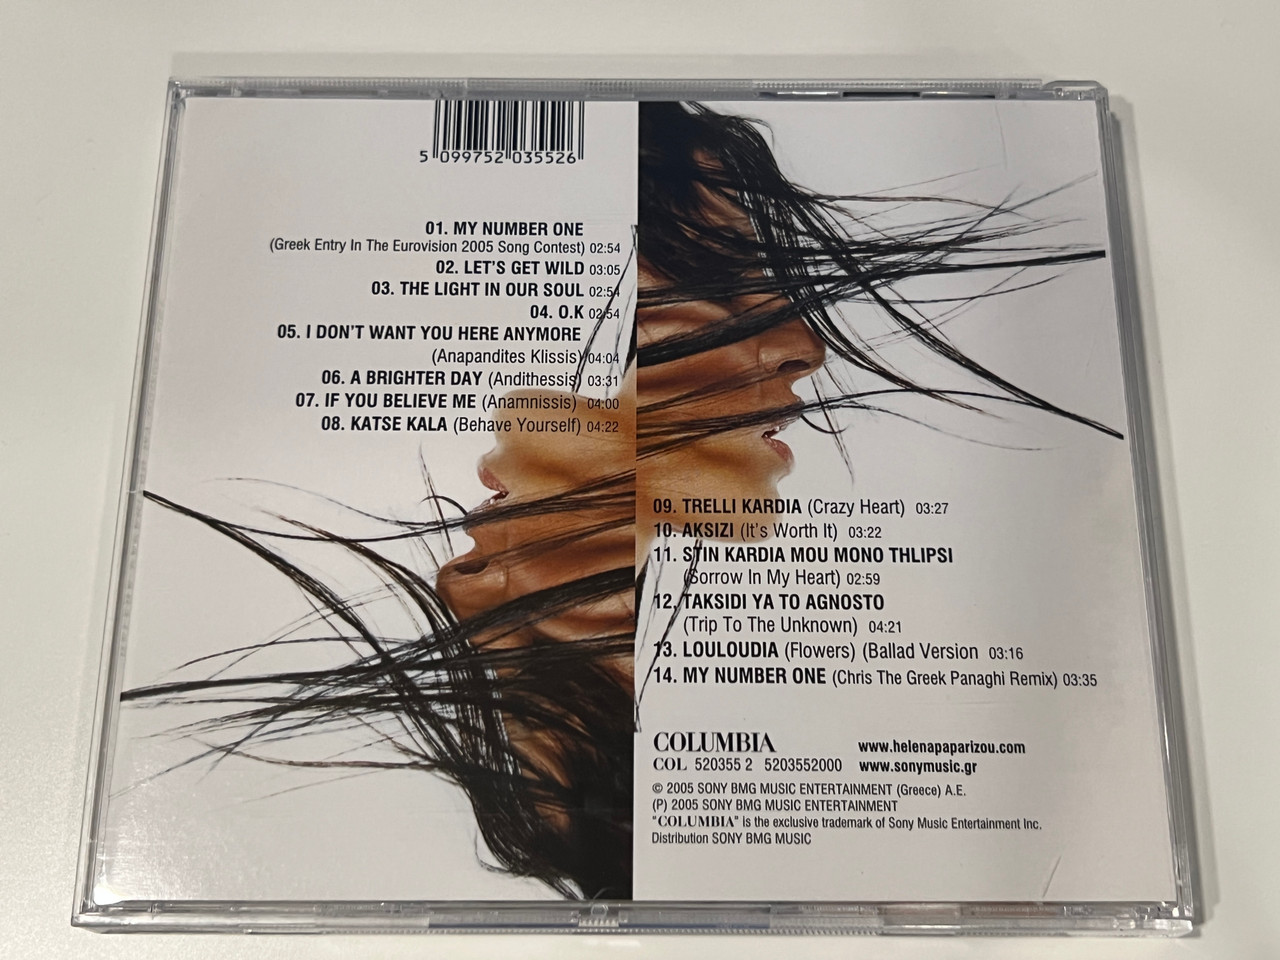 5 099752 035526
01. MY NUMBER ONE
(Greek Entry In The Eurovision 2005 Song Contest) 02:54
02. LET'S GET WILD 03:05
03. THE LIGHT IN OUR SOUL 02:54
04. O.K 02:54
05. I DON'T WANT YOU HERE ANYMORE
(Anapandites Klissis) 04:04
06. A BRIGHTER DAY (Andithessis) 03:31
07. IF YOU BELIEVE ME (Anamnissis) 04:00
08. KATSE KALA (Behave Yourself) 04:22
09. TRELLI KARDIA (Crazy Heart) 03:27
10. AKSIZI (It's Worth It) 03:22
11. STIN KARDIA MOU MONO THLIPSI
(Sorrow In My Heart) 02:59
12. TAKSIDI YA TO AGNOSTO
(Trip To The Unknown) 04:21
13. LOULOUDIA (Flowers) (Ballad Version 03:16
14. MY NUMBER ONE (Chris The Greek Panaghi Remix) 03:35
COLUMBIA www.helenapaparizou.com
COL 520355 2 5203552000 www.sonymusic.gr
© 2005 SONY BMG MUSIC ENTERTAINMENT (Greece) A.E.
(P) 2005 SONY BMG MUSIC ENTERTAINMENT
"COLUMBIA" is the exclusive trademark of Sony Music Entertainment Inc.
Distribution SONY BMG MUSIC